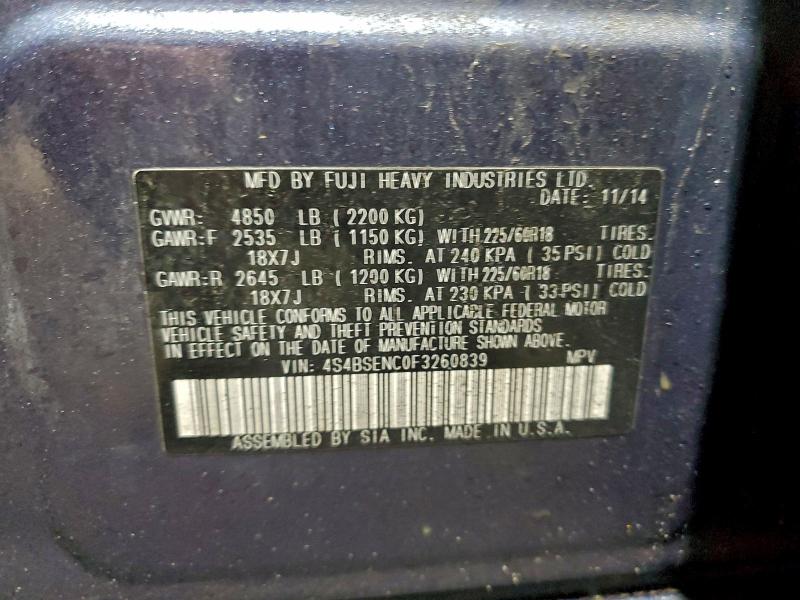 MFD BY FUJI HEAVY INDUSTRIES LTD.
DATE: 11/14
GVWR: 4850 LB (2200 KG)
GAWR:F 2535 LB (1150 KG) WITH 225/60R18 TIRES.
18X7J RIMS. AT 240 KPA (35 PSI) COLD
GAWR:R 2645 LB (1200 KG) WITH 225/60R18 TIRES.
18X7J RIMS. AT 230 KPA (33 PSI) COLD
THIS VEHICLE CONFORMS TO ALL APPLICABLE FEDERAL MOTOR
VEHICLE SAFETY AND THEFT PREVENTION STANDARDS
IN EFFECT ON THE DATE OF MANUFACTURE SHOWN ABOVE.
VIN: 4S4BSENC0F3260839 MPV
ASSEMBLED BY SIA INC. MADE IN U.S.A.